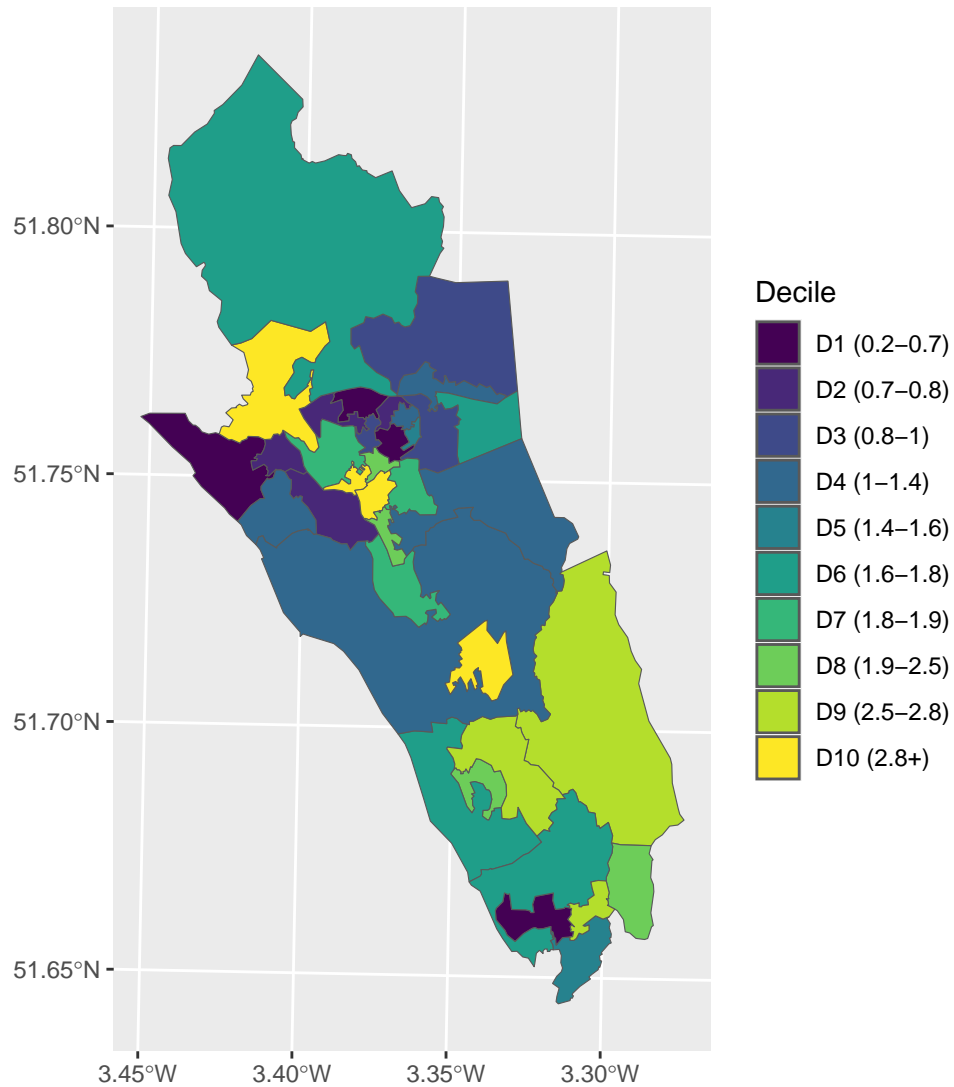 51.80°N
51.75°N
51.70°N
51.65°N
3.45°W
3.40°W
3.35°W
3.30°W
Decile
D1 (0.2–0.7)
D2 (0.7–0.8)
D3 (0.8–1)
D4 (1–1.4)
D5 (1.4–1.6)
D6 (1.6–1.8)
D7 (1.8–1.9)
D8 (1.9–2.5)
D9 (2.5–2.8)
D10 (2.8+)